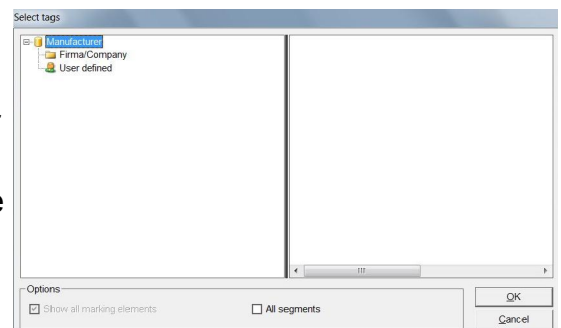 Select tags
Manufacturer
Firma/Company
User defined
Options
Show all marking elements
All segments
OK
Cancel